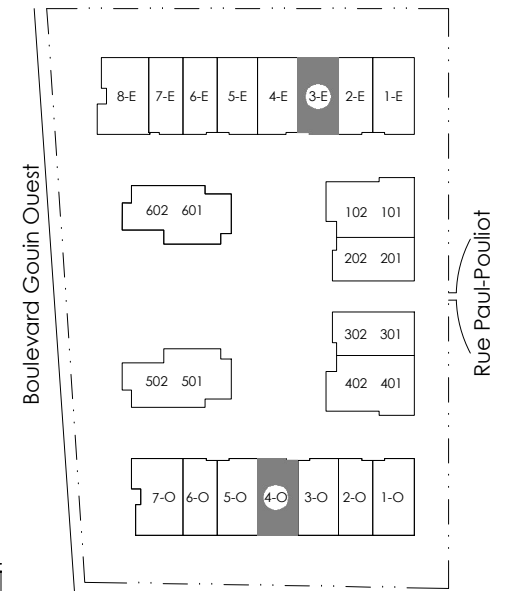 8-E 7-E 6-E 5-E 4-E 3-E 2-E 1-E
602 601
102 101
202 201
Boulevard Gouin Ouest
Rue Paul-Pouliot
302 301
502 501
402 401
7-O 6-O 5-O 4-O 3-O 2-O 1-O